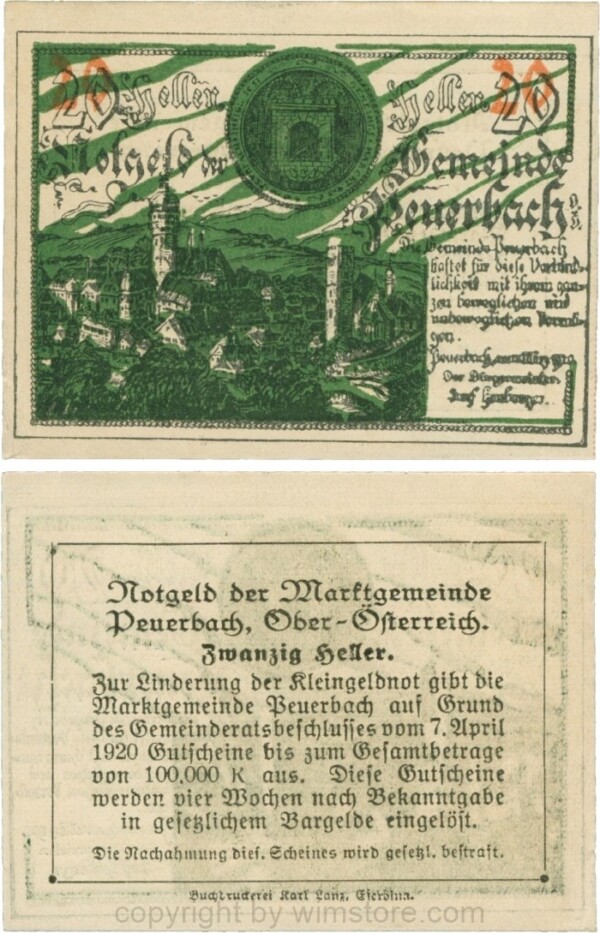 20 Heller Heller 20
Notgeld der Gemeinde
Peuerbach
Die Gemeinde Peuerbach
haftet für diese Verbind-
lichkeit mit ihrem gan-
zen beweglichen und
unbeweglichen Vermö-
gen.
Peuerbach,
Der Bürgermeister:
Notgeld der Marktgemeinde
Peuerbach, Ober-Österreich.
Zwanzig Heller.
Zur Linderung der Kleingeldnot gibt die
Marktgemeinde Peuerbach auf Grund
des Gemeinderatsbeschlusses vom 7. April
1920 Gutscheine bis zum Gesamtbetrage
von 100,000 K aus. Diese Gutscheine
werden vier Wochen nach Bekanntgabe
in gesetzlichem Bargelde eingelöst.
Die Nachahmung dies. Scheines wird gesetzl. bestraft.
Buchdruckerei Karl Lanz,
copyright by wimstore.com